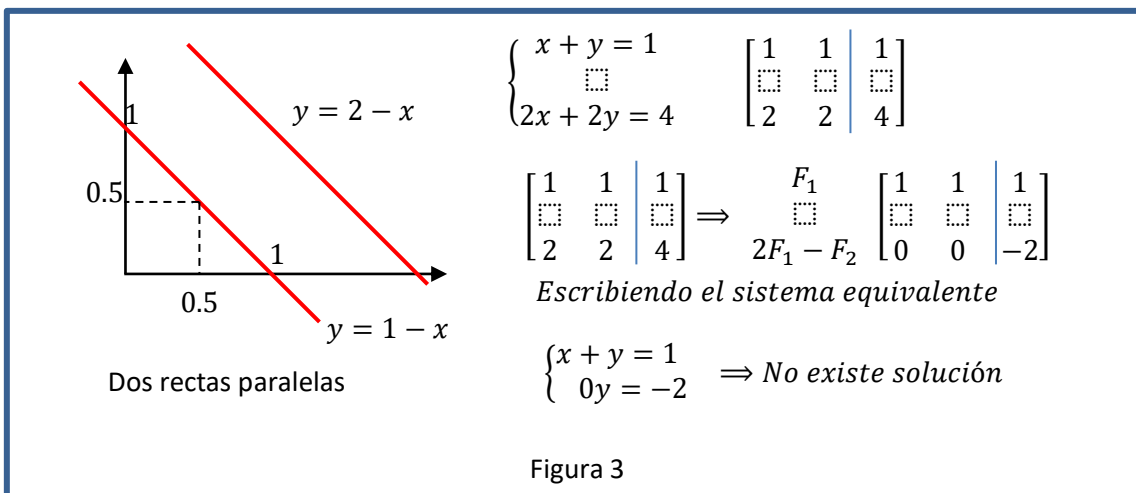 1
0.5
1
0.5
y = 2 − x
y = 1 − x
Dos rectas paralelas
{ x + y = 1
⬚
2x + 2y = 4
[ 1 1 | 1
⬚ ⬚ | ⬚
2 2 | 4 ]
[ 1 1 | 1
⬚ ⬚ | ⬚
2 2 | 4 ] ⟹ F₁
⬚
2F₁ − F₂
[ 1 1 | 1
⬚ ⬚ | ⬚
0 0 | −2 ]
Escribiendo el sistema equivalente
{ x + y = 1
0y = −2 ⟹ No existe solución
Figura 3